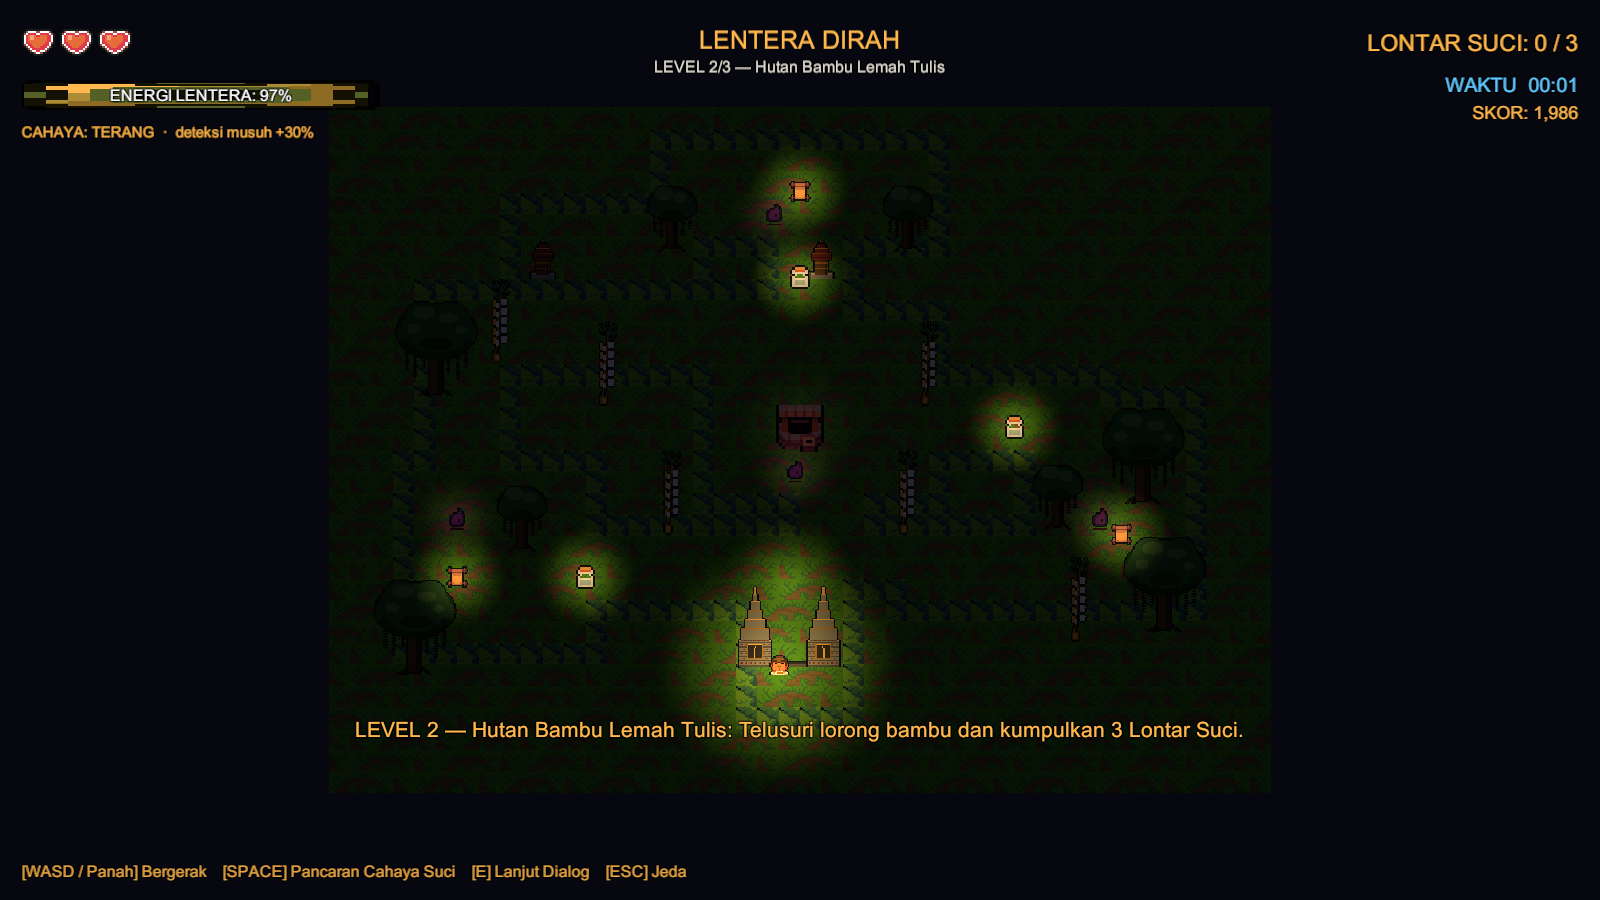 LENTERA DIRAH
LEVEL 2/3 — Hutan Bambu Lemah Tulis
LONTAR SUCI: 0 / 3
WAKTU 00:01
SKOR: 1,986
ENERGI LENTERA: 97%
CAHAYA: TERANG · deteksi musuh +30%
LEVEL 2 — Hutan Bambu Lemah Tulis: Telusuri lorong bambu dan kumpulkan 3 Lontar Suci.
[WASD / Panah] Bergerak [SPACE] Pancaran Cahaya Suci [E] Lanjut Dialog [ESC] Jeda